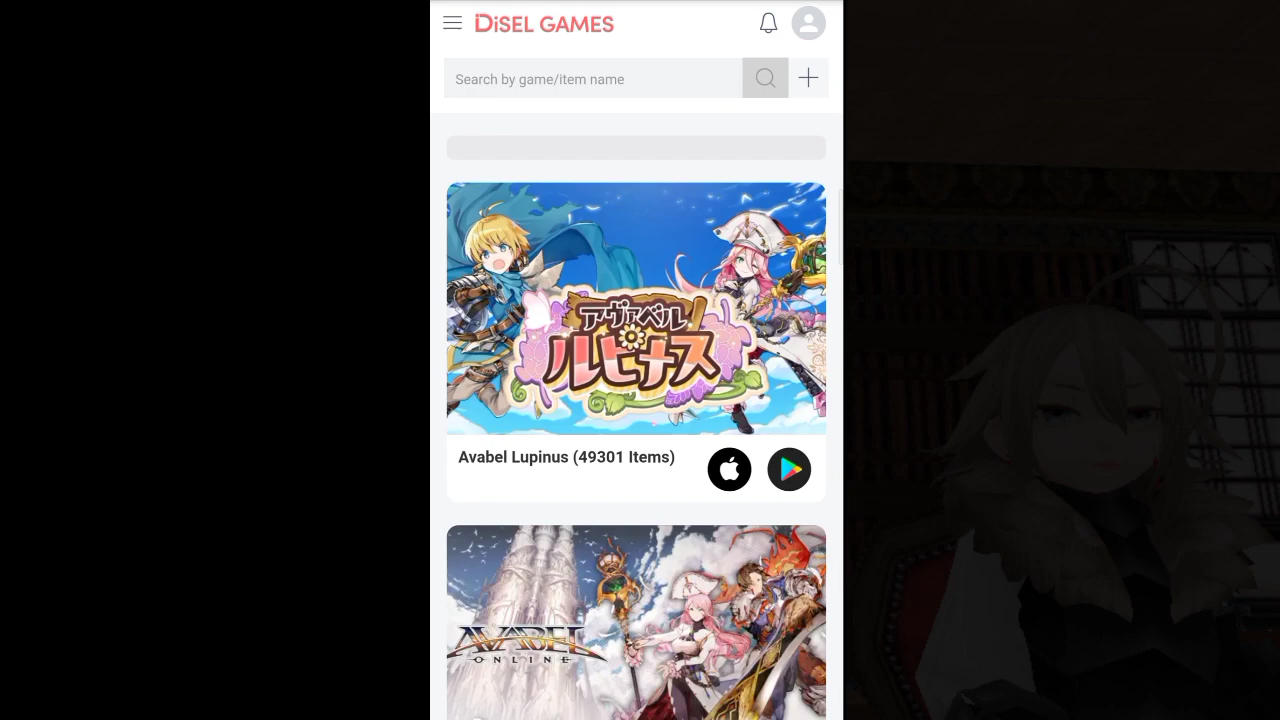 DiSEL GAMES
Search by game/item name
アヴァベル
ルピナス
Avabel Lupinus (49301 Items)
AVABEL
ONLINE